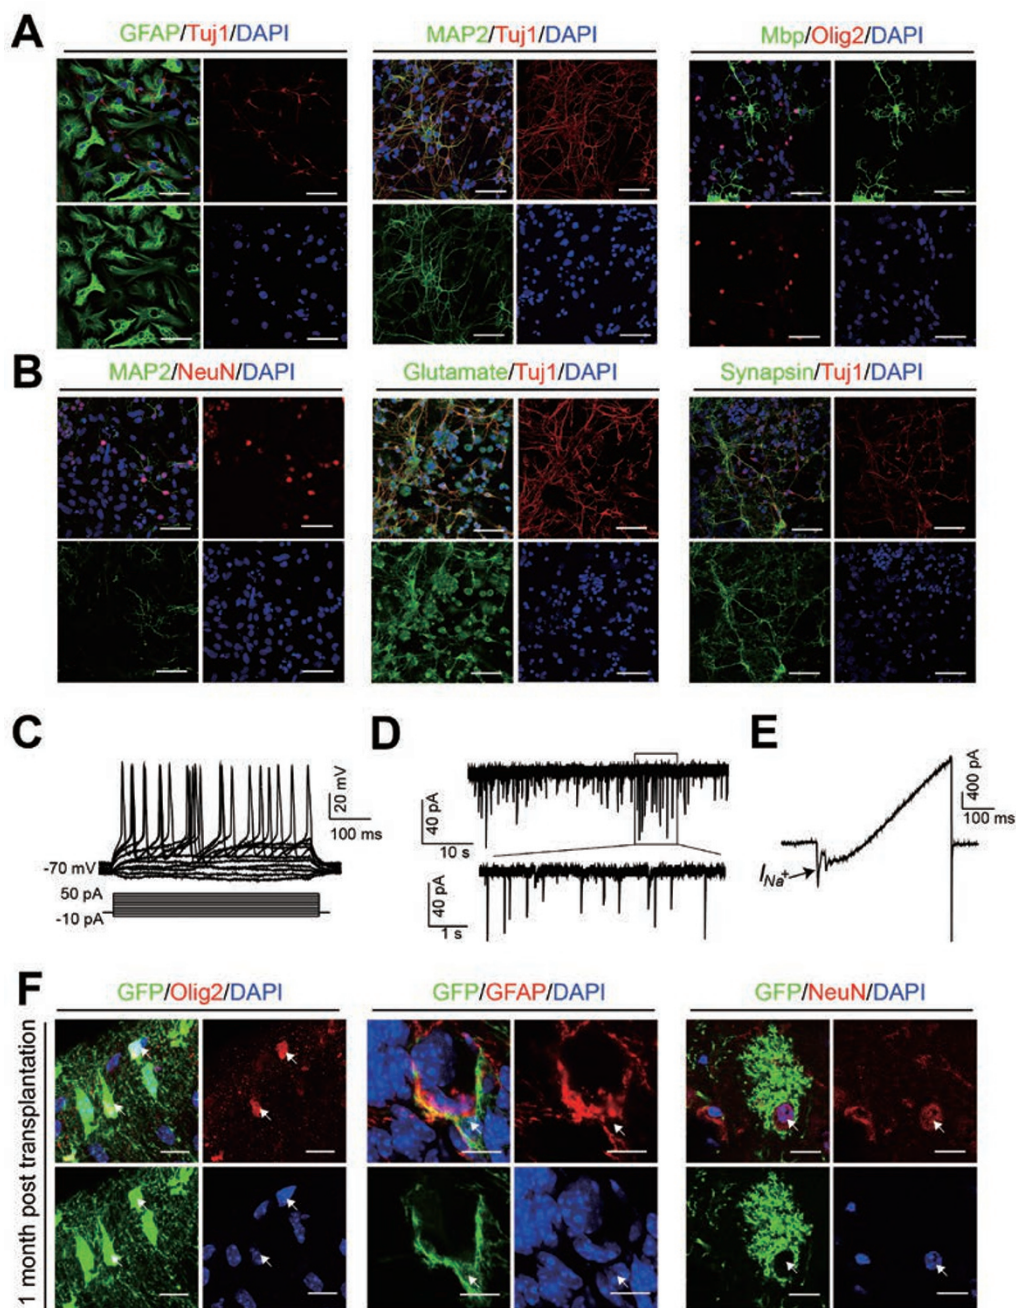 A
GFAP/Tuj1/DAPI
MAP2/Tuj1/DAPI
Mbp/Olig2/DAPI
B
MAP2/NeuN/DAPI
Glutamate/Tuj1/DAPI
Synapsin/Tuj1/DAPI
C
20 mV
100 ms
-70 mV
50 pA
-10 pA
D
40 pA
10 s
40 pA
1 s
E
400 pA
100 ms
INa+
F
GFP/Olig2/DAPI
GFP/GFAP/DAPI
GFP/NeuN/DAPI
1 month post transplantation